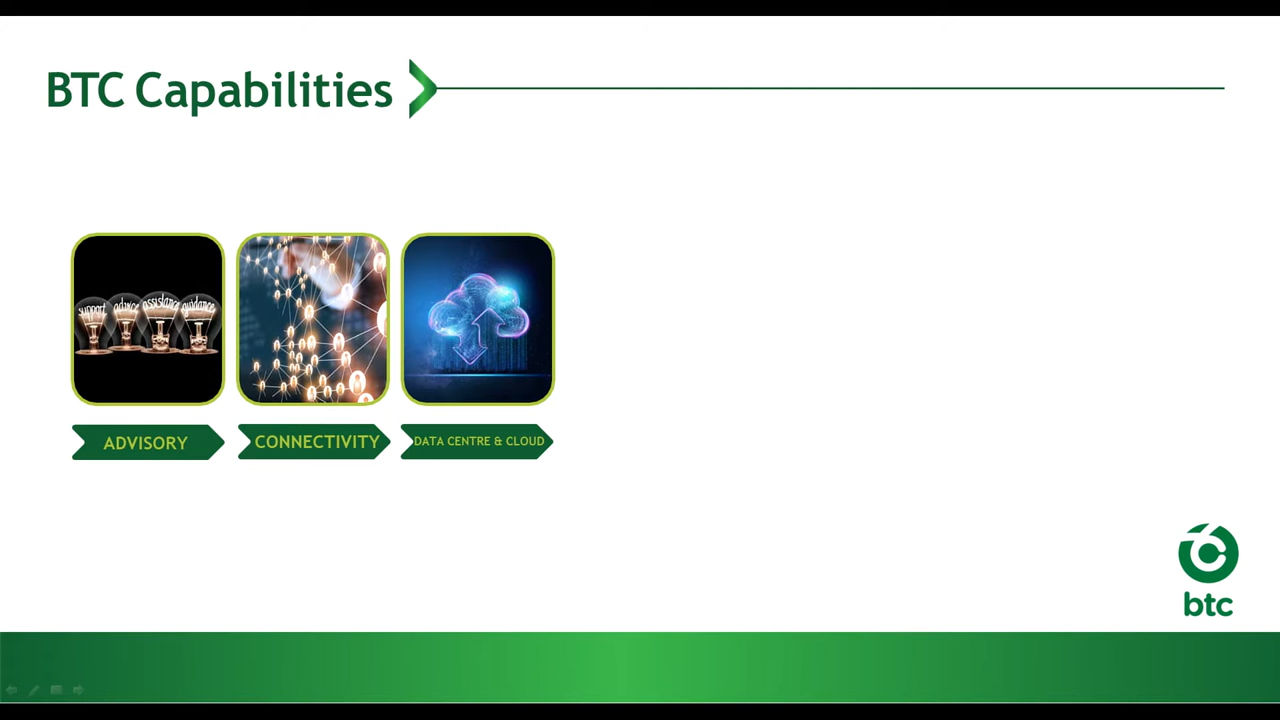 BTC Capabilities
support advice assistance guidance
ADVISORY
CONNECTIVITY
DATA CENTRE & CLOUD
btc